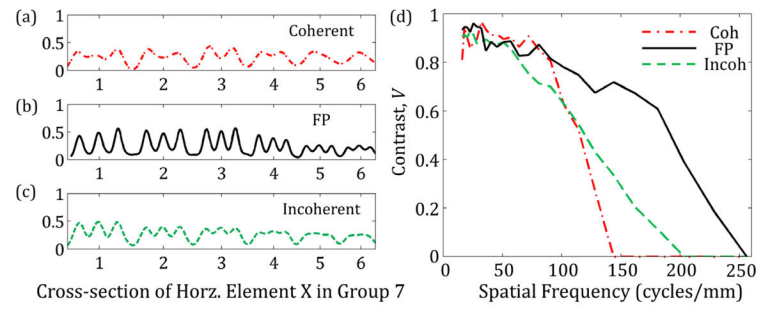 (a)
1
0.5
0
Coherent
1 2 3 4 5 6
(b)
1
0.5
0
FP
1 2 3 4 5 6
(c)
1
0.5
0
Incoherent
1 2 3 4 5 6
Cross-section of Horz. Element X in Group 7
(d)
Contrast, V
1
0.8
0.6
0.4
0.2
0
Coh
FP
Incoh
0 50 100 150 200 250
Spatial Frequency (cycles/mm)